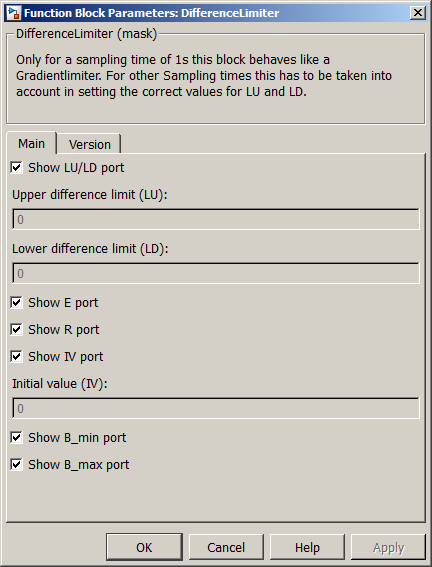 Function Block Parameters: DifferenceLimiter
DifferenceLimiter (mask)
Only for a sampling time of 1s this block behaves like a
Gradientlimiter. For other Sampling times this has to be taken into
account in setting the correct values for LU and LD.
Main Version
Show LU/LD port
Upper difference limit (LU):
0
Lower difference limit (LD):
0
Show E port
Show R port
Show IV port
Initial value (IV):
0
Show B_min port
Show B_max port
OK Cancel Help Apply